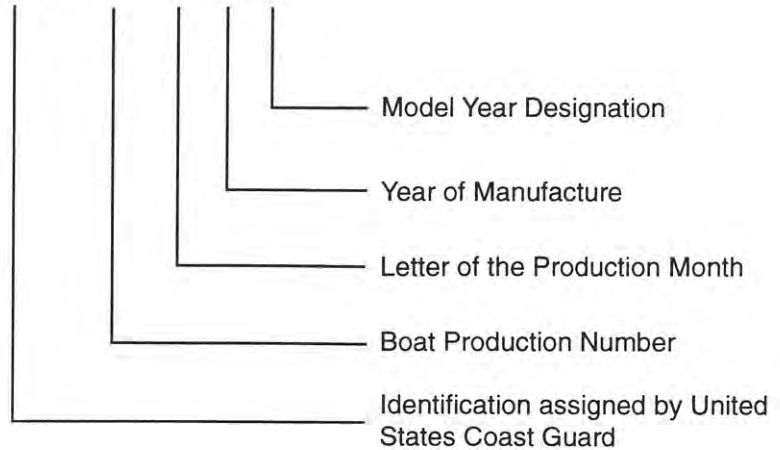 Model Year Designation
Year of Manufacture
Letter of the Production Month
Boat Production Number
Identification assigned by United
States Coast Guard